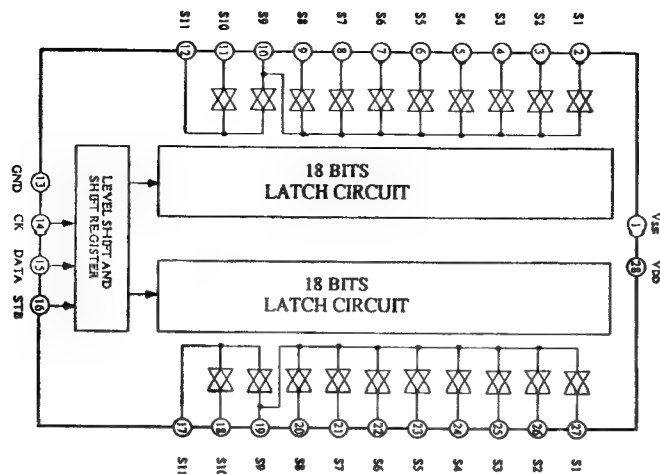 S11 S10 S9 S8 S7 S6 S5 S4 S3 S2 S1
12 11 10 9 8 7 6 5 4 3 2
GND 13
CK 14
DATA 15
STB 16
LEVEL SHIFT AND
SHIFT REGISTER
18 BITS
LATCH CIRCUIT
18 BITS
LATCH CIRCUIT
1 VSE
28 VDD
17 18 19 20 21 22 23 24 25 26 27
S11 S10 S9 S8 S7 S6 S5 S4 S3 S2 S1